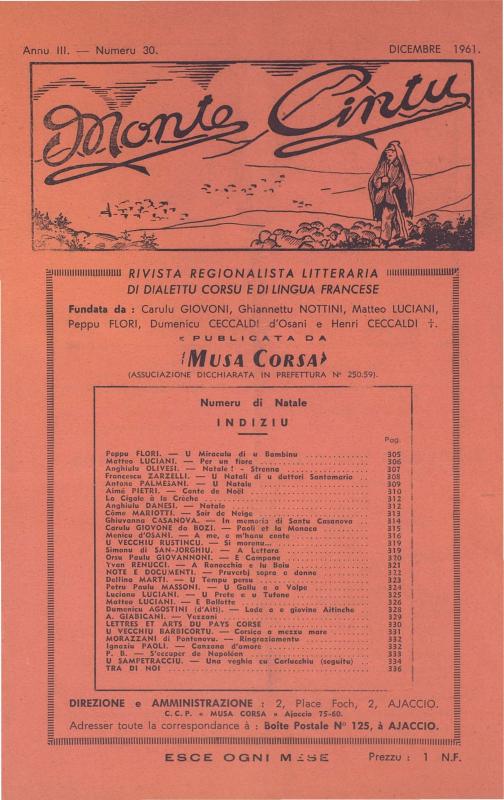 Annu III. — Numeru 30.
DICEMBRE 1961.
Monte Cintu
RIVISTA REGIONALISTA LITTERARIA
DI DIALETTU CORSU E DI LINGUA FRANCESE
Fundata da : Carulu GIOVONI, Ghiannettu NOTTINI, Matteo LUCIANI,
Peppu FLORI, Dumenicu CECCALDI d'Osani e Henri CECCALDI †.
PUBLICATA DA
MUSA CORSA
(ASSUCIAZIONE DICCHIARATA IN PREFETTURA N° 250.59).
Numeru di Natale
INDIZIU
Pag.
Peppu FLORI. — U Miraculu di u Bambinu 305
Matteo LUCIANI. — Per un fiore 306
Anghiulu OLIVESI. — Natale ! - Strenna 307
Francescu ZARZELLI. — U Natali di u dottori Santamaria 308
Antone PALMESANI. — U Natale 309
Aimé PIETRI. — Conte de Noël 310
La Cigale à la Crèche 312
Anghiulu DANESI. — Natale 312
Côme MARIOTTI. — Soir de Neige 313
Ghiuvanna CASANOVA. — In memoria di Santu Casanova 314
Carulu GIOVONE da BOZI. — Paoli et la Monaca 315
Menicu d'OSANI. — A me, e m'hanu conte 316
U VECCHIU RUSTINCU. — Si morenu... 319
Simonu di SAN-JORGHIU. — A Lettara 319
Orsu Paulu GIOVANNONI. — E Campane 320
Yvan RENUCCI. — A Ranocchia e lu Boiu 321
NOTE E DOCUMENTI. — Pruverbj sopra e donne 322
Delfina MARTI. — U Tempu persu 323
Petru Paulu MASSONI. — U Gallu e a Volpe 324
Lucianu LUCIANI. — U Prete e u Tufone 325
Matteo LUCIANI. — E Ballotte 326
Dumenicu AGOSTINI (d'Aiti). — Lode a e giovine Aitinche 328
A. GIABICANI. — Vezzani 329
LETTRES ET ARTS DU PAYS CORSE 330
U VECCHIU BARBICORTU. — Corsica a mezzu mare 331
MORAZZANI di Pentenovu. — Ringraziamentu 332
Ignaziu PAOLI. — Canzona d'amore 332
P. B. — S'occuper de Napoléon 333
U SAMPETRACCIU. — Una veghia cu Carlucchiu (seguitu) 334
TRA DI NOI 336
DIREZIONE e AMMINISTRAZIONE : 2, Place Foch, 2, AJACCIO.
C.C.P. « MUSA CORSA » Ajaccio 75-60.
Adresser toute la correspondance à : Boîte Postale N° 125, à AJACCIO.
ESCE OGNI MESE
Prezzu : 1 N.F.